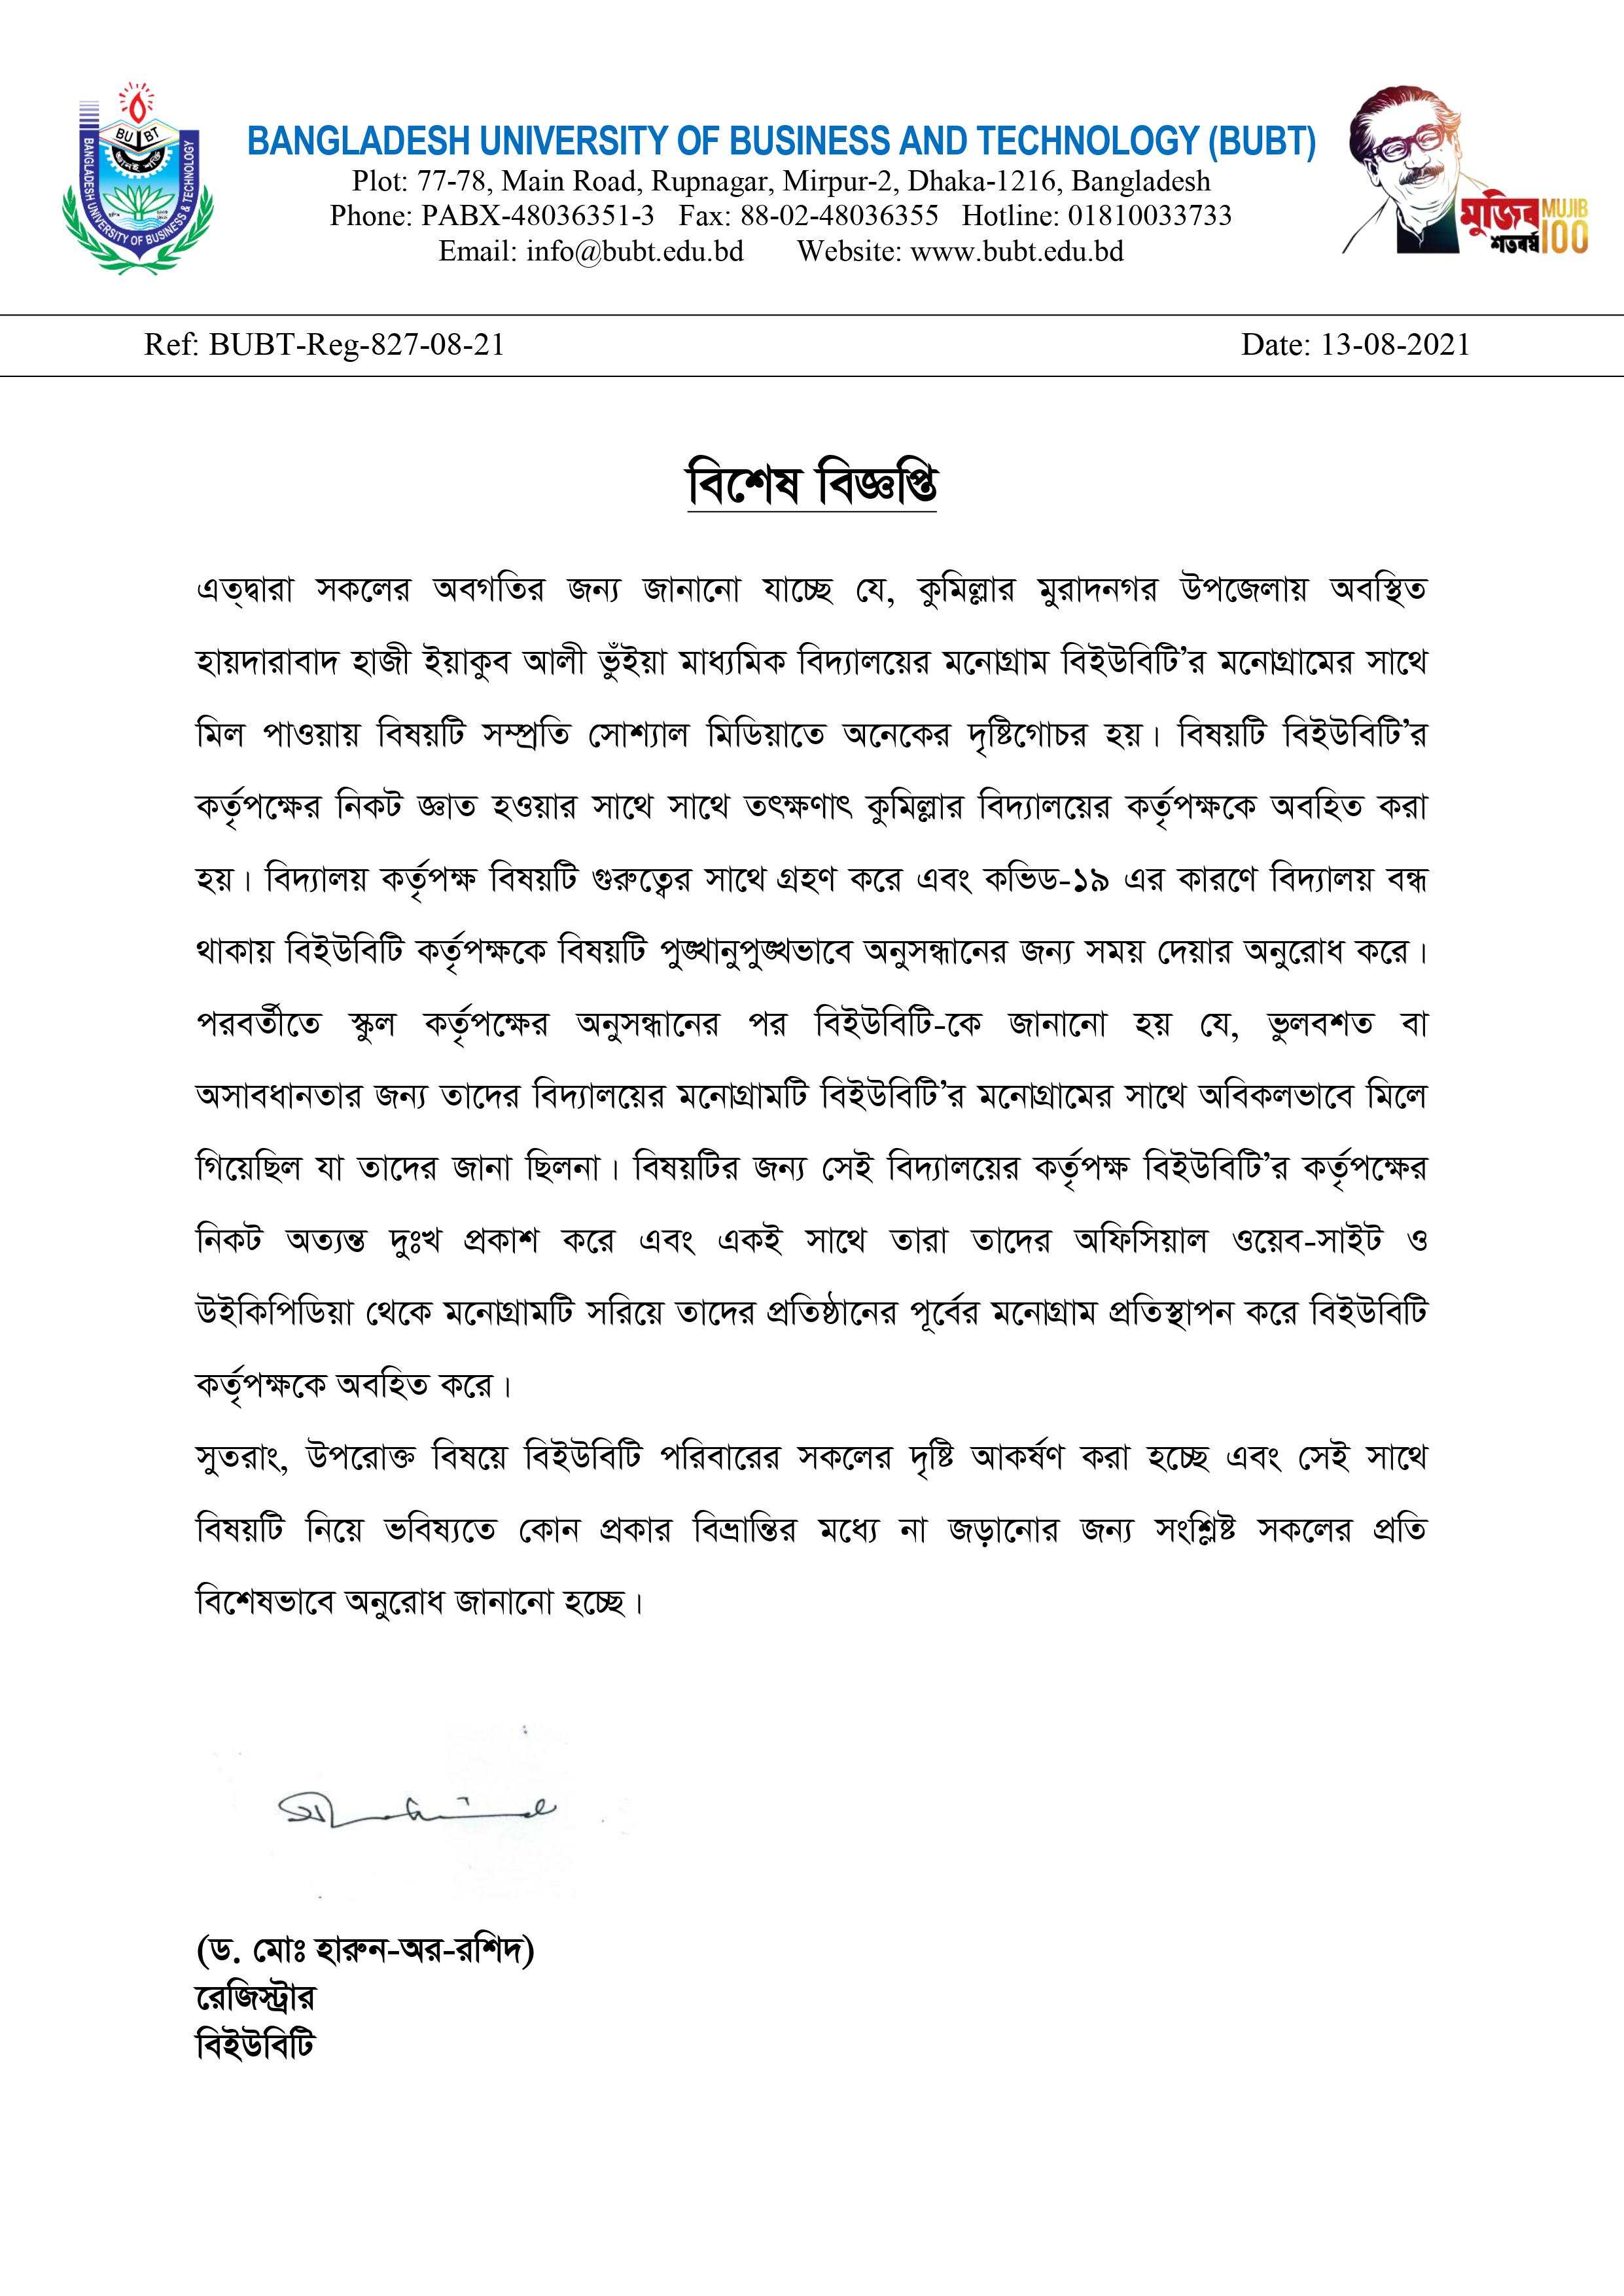 BANGLADESH UNIVERSITY OF BUSINESS AND TECHNOLOGY (BUBT)
Plot: 77-78, Main Road, Rupnagar, Mirpur-2, Dhaka-1216, Bangladesh
Phone: PABX-48036351-3 Fax: 88-02-48036355 Hotline: 01810033733
Email: info@bubt.edu.bd Website: www.bubt.edu.bd
BU BT
BANGLADESH UNIVERSITY OF BUSINESS & TECHNOLOGY
মুজিব MUJIB
শতবর্ষ 100
Ref: BUBT-Reg-827-08-21 Date: 13-08-2021
বিশেষ বিজ্ঞপ্তি
এত্দ্বারা সকলের অবগতির জন্য জানানো যাচ্ছে যে, কুমিল্লার মুরাদনগর উপজেলায় অবস্থিত
হায়দারাবাদ হাজী ইয়াকুব আলী ভুঁইয়া মাধ্যমিক বিদ্যালয়ের মনোগ্রাম বিইউবিটি’র মনোগ্রামের সাথে
মিল পাওয়ায় বিষয়টি সম্প্রতি সোশ্যাল মিডিয়াতে অনেকের দৃষ্টিগোচর হয়। বিষয়টি বিইউবিটি’র
কর্তৃপক্ষের নিকট জ্ঞাত হওয়ার সাথে সাথে তৎক্ষণাৎ কুমিল্লার বিদ্যালয়ের কর্তৃপক্ষকে অবহিত করা
হয়। বিদ্যালয় কর্তৃপক্ষ বিষয়টি গুরুত্বের সাথে গ্রহণ করে এবং কভিড-১৯ এর কারণে বিদ্যালয় বন্ধ
থাকায় বিইউবিটি কর্তৃপক্ষকে বিষয়টি পুঙ্খানুপুঙ্খভাবে অনুসন্ধানের জন্য সময় দেয়ার অনুরোধ করে।
পরবর্তীতে স্কুল কর্তৃপক্ষের অনুসন্ধানের পর বিইউবিটি-কে জানানো হয় যে, ভুলবশত বা
অসাবধানতার জন্য তাদের বিদ্যালয়ের মনোগ্রামটি বিইউবিটি’র মনোগ্রামের সাথে অবিকলভাবে মিলে
গিয়েছিল যা তাদের জানা ছিলনা। বিষয়টির জন্য সেই বিদ্যালয়ের কর্তৃপক্ষ বিইউবিটি’র কর্তৃপক্ষের
নিকট অত্যন্ত দুঃখ প্রকাশ করে এবং একই সাথে তারা তাদের অফিসিয়াল ওয়েব-সাইট ও
উইকিপিডিয়া থেকে মনোগ্রামটি সরিয়ে তাদের প্রতিষ্ঠানের পূর্বের মনোগ্রাম প্রতিস্থাপন করে বিইউবিটি
কর্তৃপক্ষকে অবহিত করে।
সুতরাং, উপরোক্ত বিষয়ে বিইউবিটি পরিবারের সকলের দৃষ্টি আকর্ষণ করা হচ্ছে এবং সেই সাথে
বিষয়টি নিয়ে ভবিষ্যতে কোন প্রকার বিভ্রান্তির মধ্যে না জড়ানোর জন্য সংশ্লিষ্ট সকলের প্রতি
বিশেষভাবে অনুরোধ জানানো হচ্ছে।
(ড. মোঃ হারুন-অর-রশিদ)
রেজিস্ট্রার
বিইউবিটি